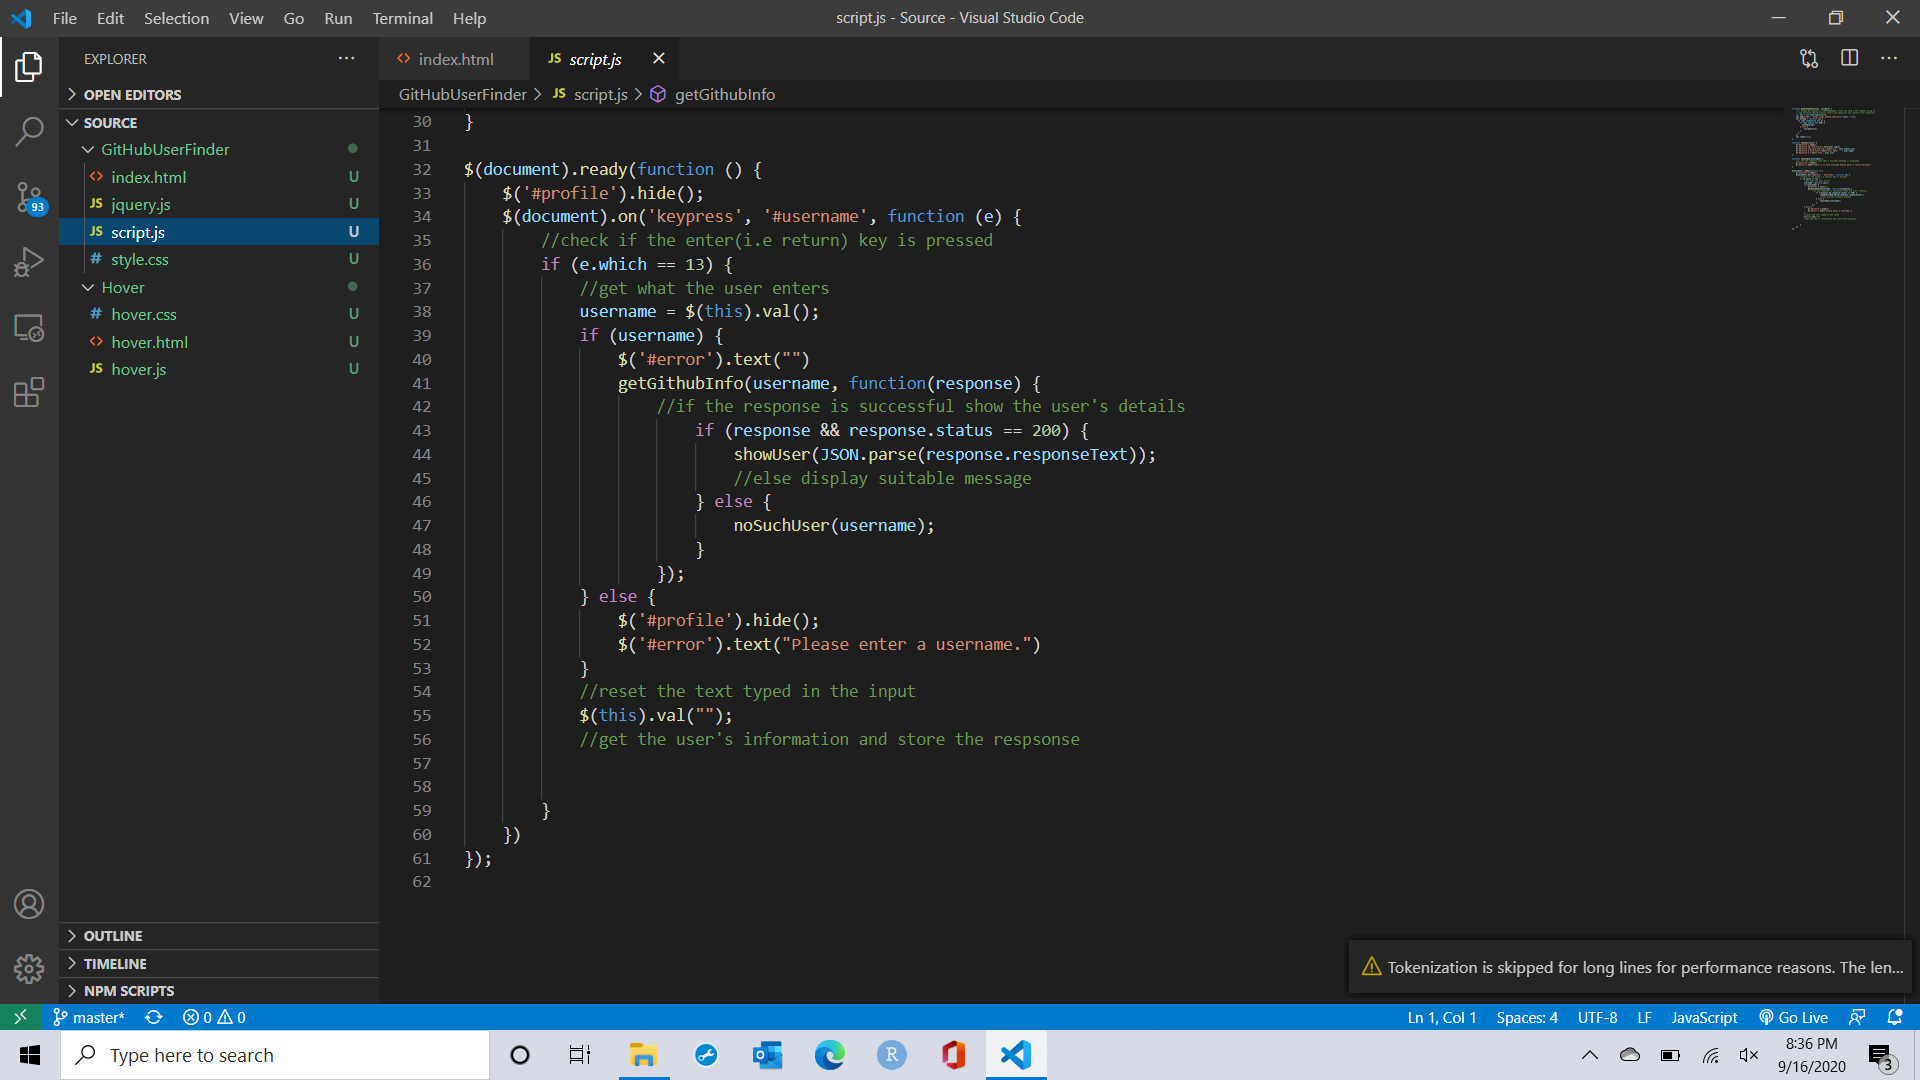 File Edit Selection View Go Run Terminal Help
script.js - Source - Visual Studio Code
EXPLORER
OPEN EDITORS
SOURCE
GitHubUserFinder
index.html U
JS jquery.js U
JS script.js U
# style.css U
Hover
# hover.css U
hover.html U
JS hover.js U
93
OUTLINE
TIMELINE
NPM SCRIPTS
index.html
JS script.js
GitHubUserFinder > JS script.js > getGithubInfo
30 }
31
32 $(document).ready(function () {
33 $('#profile').hide();
34 $(document).on('keypress', '#username', function (e) {
35 //check if the enter(i.e return) key is pressed
36 if (e.which == 13) {
37 //get what the user enters
38 username = $(this).val();
39 if (username) {
40 $('#error').text("")
41 getGithubInfo(username, function(response) {
42 //if the response is successful show the user's details
43 if (response && response.status == 200) {
44 showUser(JSON.parse(response.responseText));
45 //else display suitable message
46 } else {
47 noSuchUser(username);
48 }
49 });
50 } else {
51 $('#profile').hide();
52 $('#error').text("Please enter a username.")
53 }
54 //reset the text typed in the input
55 $(this).val("");
56 //get the user's information and store the respsonse
57
58
59 }
60 })
61 });
62
Tokenization is skipped for long lines for performance reasons. The len...
master* 0 0
Ln 1, Col 1 Spaces: 4 UTF-8 LF JavaScript Go Live
Type here to search
R
8:36 PM
9/16/2020
3